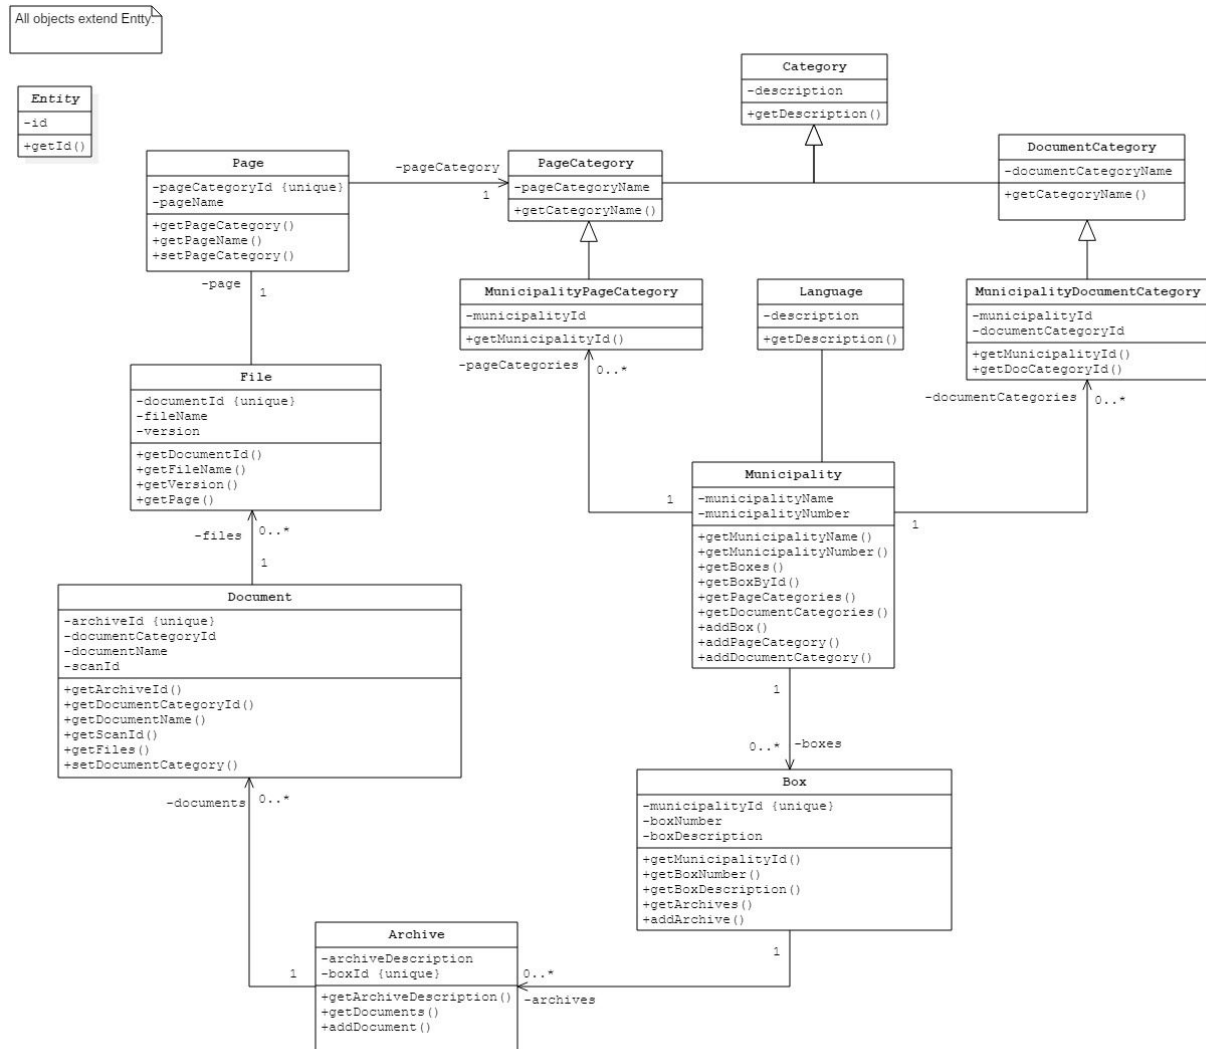 All objects extend Entty.
Entity
-id
+getId()
Category
-description
+getDescription()
Page
-pageCategoryId {unique}
-pageName
+getPageCategory()
+getPageName()
+setPageCategory()
-pageCategory
1
PageCategory
-pageCategoryName
+getCategoryName()
DocumentCategory
-documentCategoryName
+getCategoryName()
-page
1
MunicipalityPageCategory
-municipalityId
+getMunicipalityId()
-pageCategories
0..*
Language
-description
+getDescription()
MunicipalityDocumentCategory
-municipalityId
-documentCategoryId
+getMunicipalityId()
+getDocCategoryId()
-documentCategories
0..*
File
-documentId {unique}
-fileName
-version
+getDocumentId()
+getFileName()
+getVersion()
+getPage()
-files
0..*
1
Municipality
-municipalityName
-municipalityNumber
+getMunicipalityName()
+getMunicipalityNumber()
+getBoxes()
+getBoxById()
+getPageCategories()
+getDocumentCategories()
+addBox()
+addPageCategory()
+addDocumentCategory()
1
1
1
0..*
-boxes
Document
-archiveId {unique}
-documentCategoryId
-documentName
-scanId
+getArchiveId()
+getDocumentCategoryId()
+getDocumentName()
+getScanId()
+getFiles()
+setDocumentCategory()
-documents
0..*
Box
-municipalityId {unique}
-boxNumber
-boxDescription
+getMunicipalityId()
+getBoxNumber()
+getBoxDescription()
+getArchives()
+addArchive()
1
Archive
-archiveDescription
-boxId {unique}
+getArchiveDescription()
+getDocuments()
+addDocument()
1
0..*
-archives